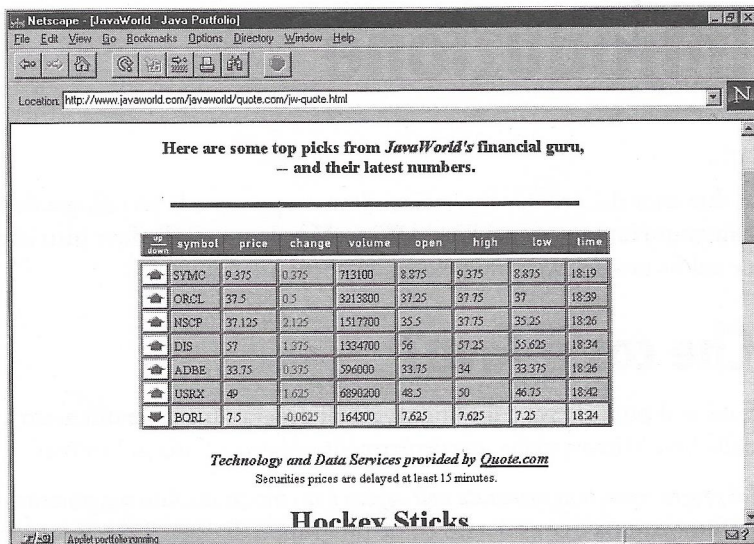 Netscape - [JavaWorld - Java Portfolio]
File Edit View Go Bookmarks Options Directory Window Help
Location: http://www.javaworld.com/javaworld/quote.com/jw-quote.html
N
Here are some top picks from JavaWorld's financial guru,
-- and their latest numbers.
up down symbol price change volume open high low time
SYMC 9.375 0.375 713100 8.875 9.375 8.875 18:19
ORCL 37.5 0.5 3213800 37.25 37.75 37 18:39
NSCP 37.125 2.125 1517700 35.5 37.75 35.25 18:26
DIS 57 1.375 1334700 56 57.25 55.625 18:34
ADBE 33.75 0.375 596000 33.75 34 33.375 18:26
USRX 49 1.625 6890200 48.5 50 46.75 18:42
BORL 7.5 -0.0625 164500 7.625 7.625 7.25 18:24
Technology and Data Services provided by Quote.com
Securities prices are delayed at least 15 minutes.
Hockey Sticks
Applet portfolio running